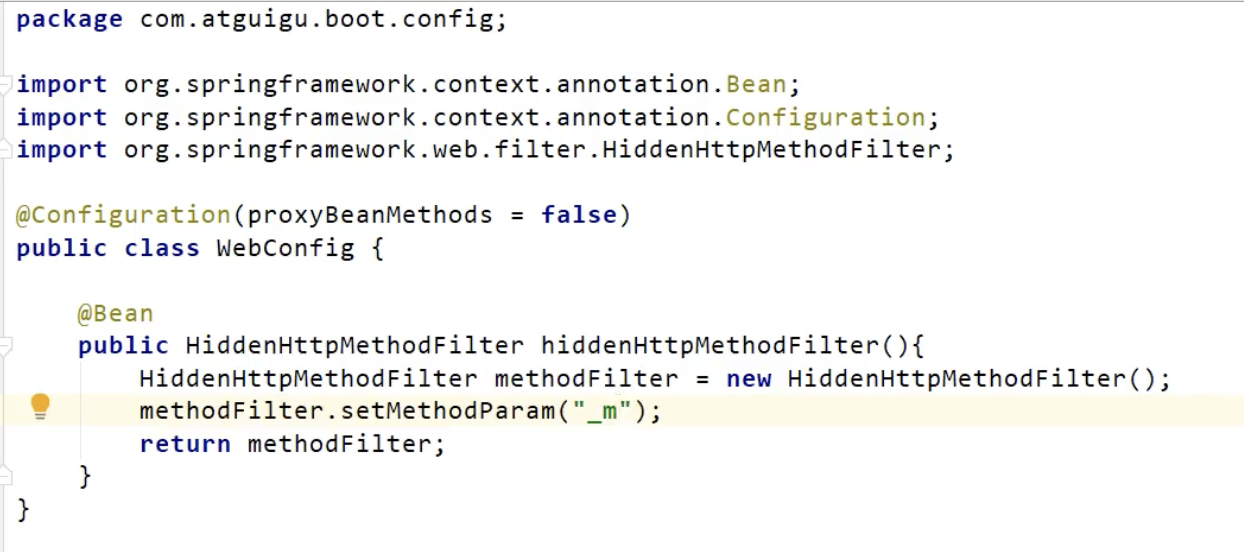 package com.atguigu.boot.config;
import org.springframework.context.annotation.Bean;
import org.springframework.context.annotation.Configuration;
import org.springframework.web.filter.HiddenHttpMethodFilter;
@Configuration(proxyBeanMethods = false)
public class WebConfig {
@Bean
public HiddenHttpMethodFilter hiddenHttpMethodFilter(){
HiddenHttpMethodFilter methodFilter = new HiddenHttpMethodFilter();
methodFilter.setMethodParam("_m");
return methodFilter;
}
}